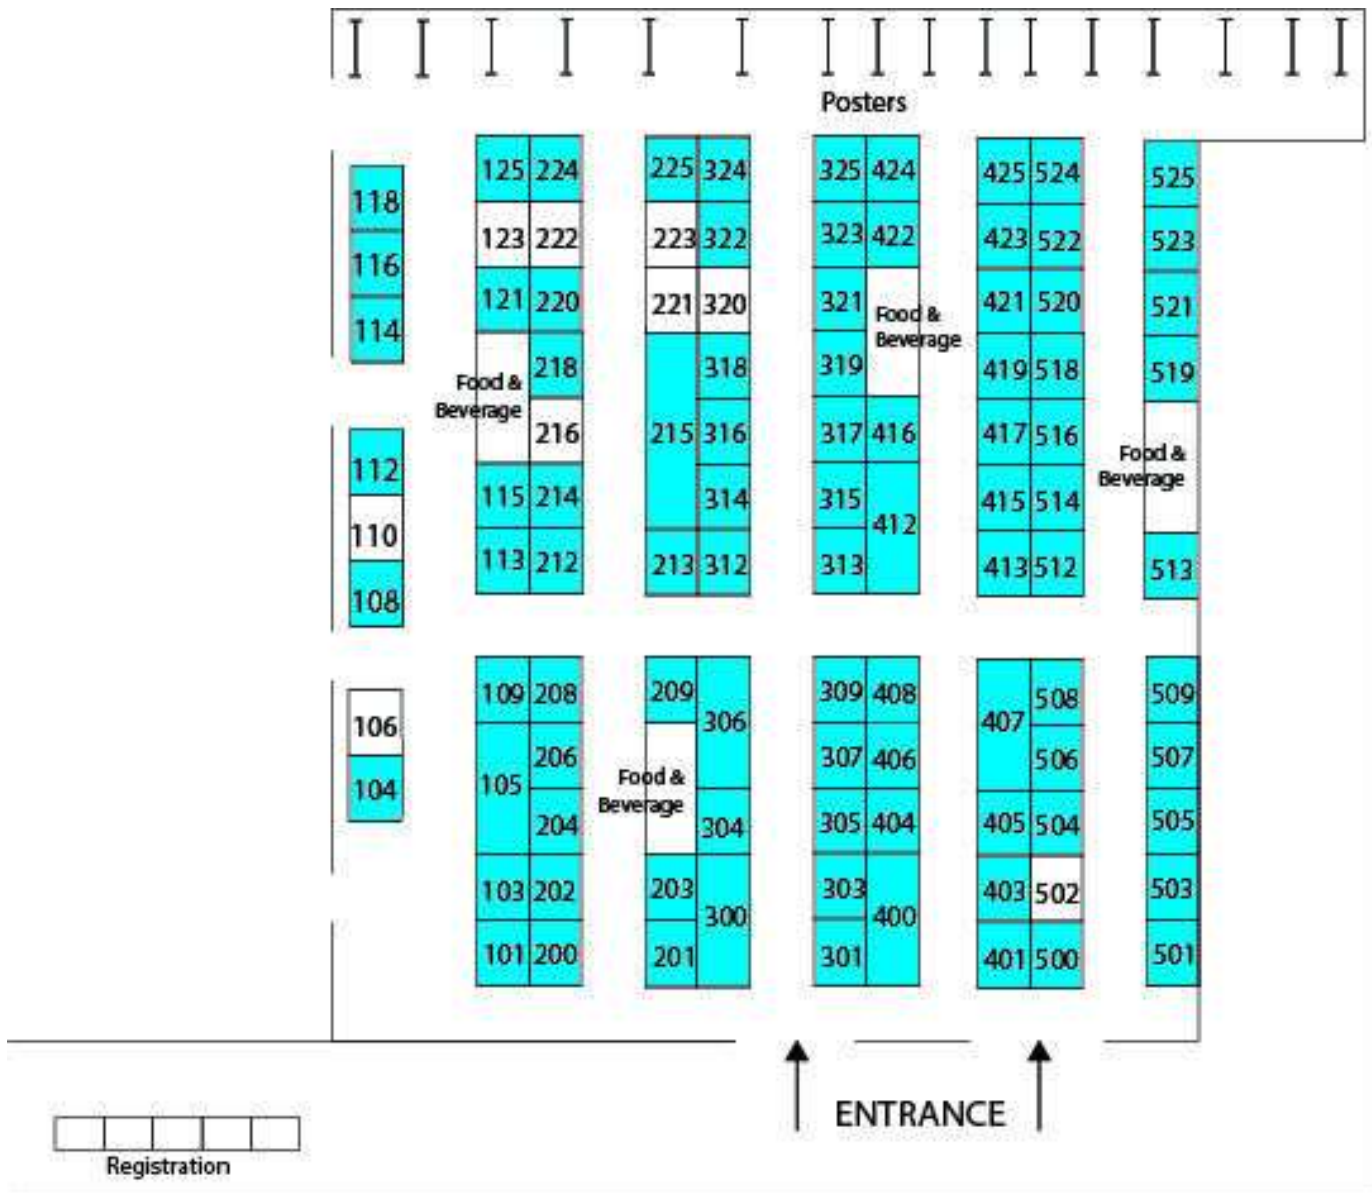 Posters
125 224 225 324 325 424 425 524 525
118
123 222 223 322 323 422 423 522 523
116
121 220 221 320 321 Food & 421 520 521
Beverage
114
Food & 218 318 319 419 518 519
Beverage
216 215 316 317 416 417 516 Food &
Beverage
112
115 214 314 315 412 415 514
110
113 212 213 312 313 413 512 513
108
109 208 209 306 309 408 407 508 509
106
105 206 Food & 307 406 506 507
Beverage
104
204 304 305 404 405 504 505
103 202 203 300 303 400 403 502 503
101 200 201 301 401 500 501
ENTRANCE
Registration